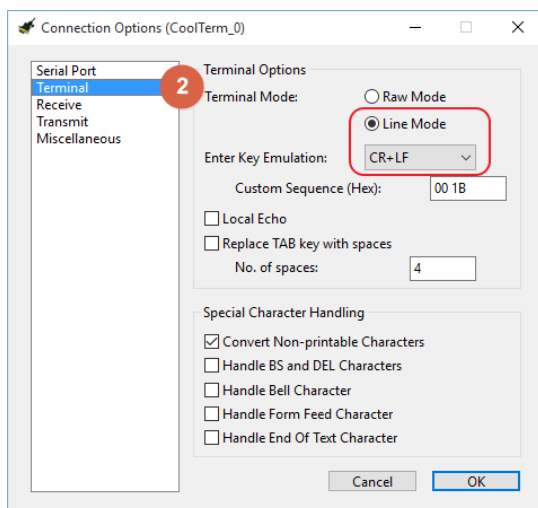 Connection Options (CoolTerm_0)
Serial Port
Terminal
Receive
Transmit
Miscellaneous
2
Terminal Options
Terminal Mode:
Raw Mode
Line Mode
Enter Key Emulation:
CR+LF
Custom Sequence (Hex):
00 1B
Local Echo
Replace TAB key with spaces
No. of spaces:
4
Special Character Handling
Convert Non-printable Characters
Handle BS and DEL Characters
Handle Bell Character
Handle Form Feed Character
Handle End Of Text Character
Cancel
OK